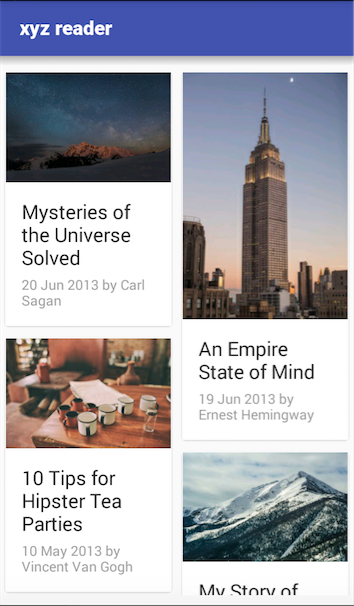 xyz reader
Mysteries of
the Universe
Solved
20 Jun 2013 by Carl
Sagan
An Empire
State of Mind
19 Jun 2013 by
Ernest Hemingway
10 Tips for
Hipster Tea
Parties
10 May 2013 by
Vincent Van Gogh
My Story of